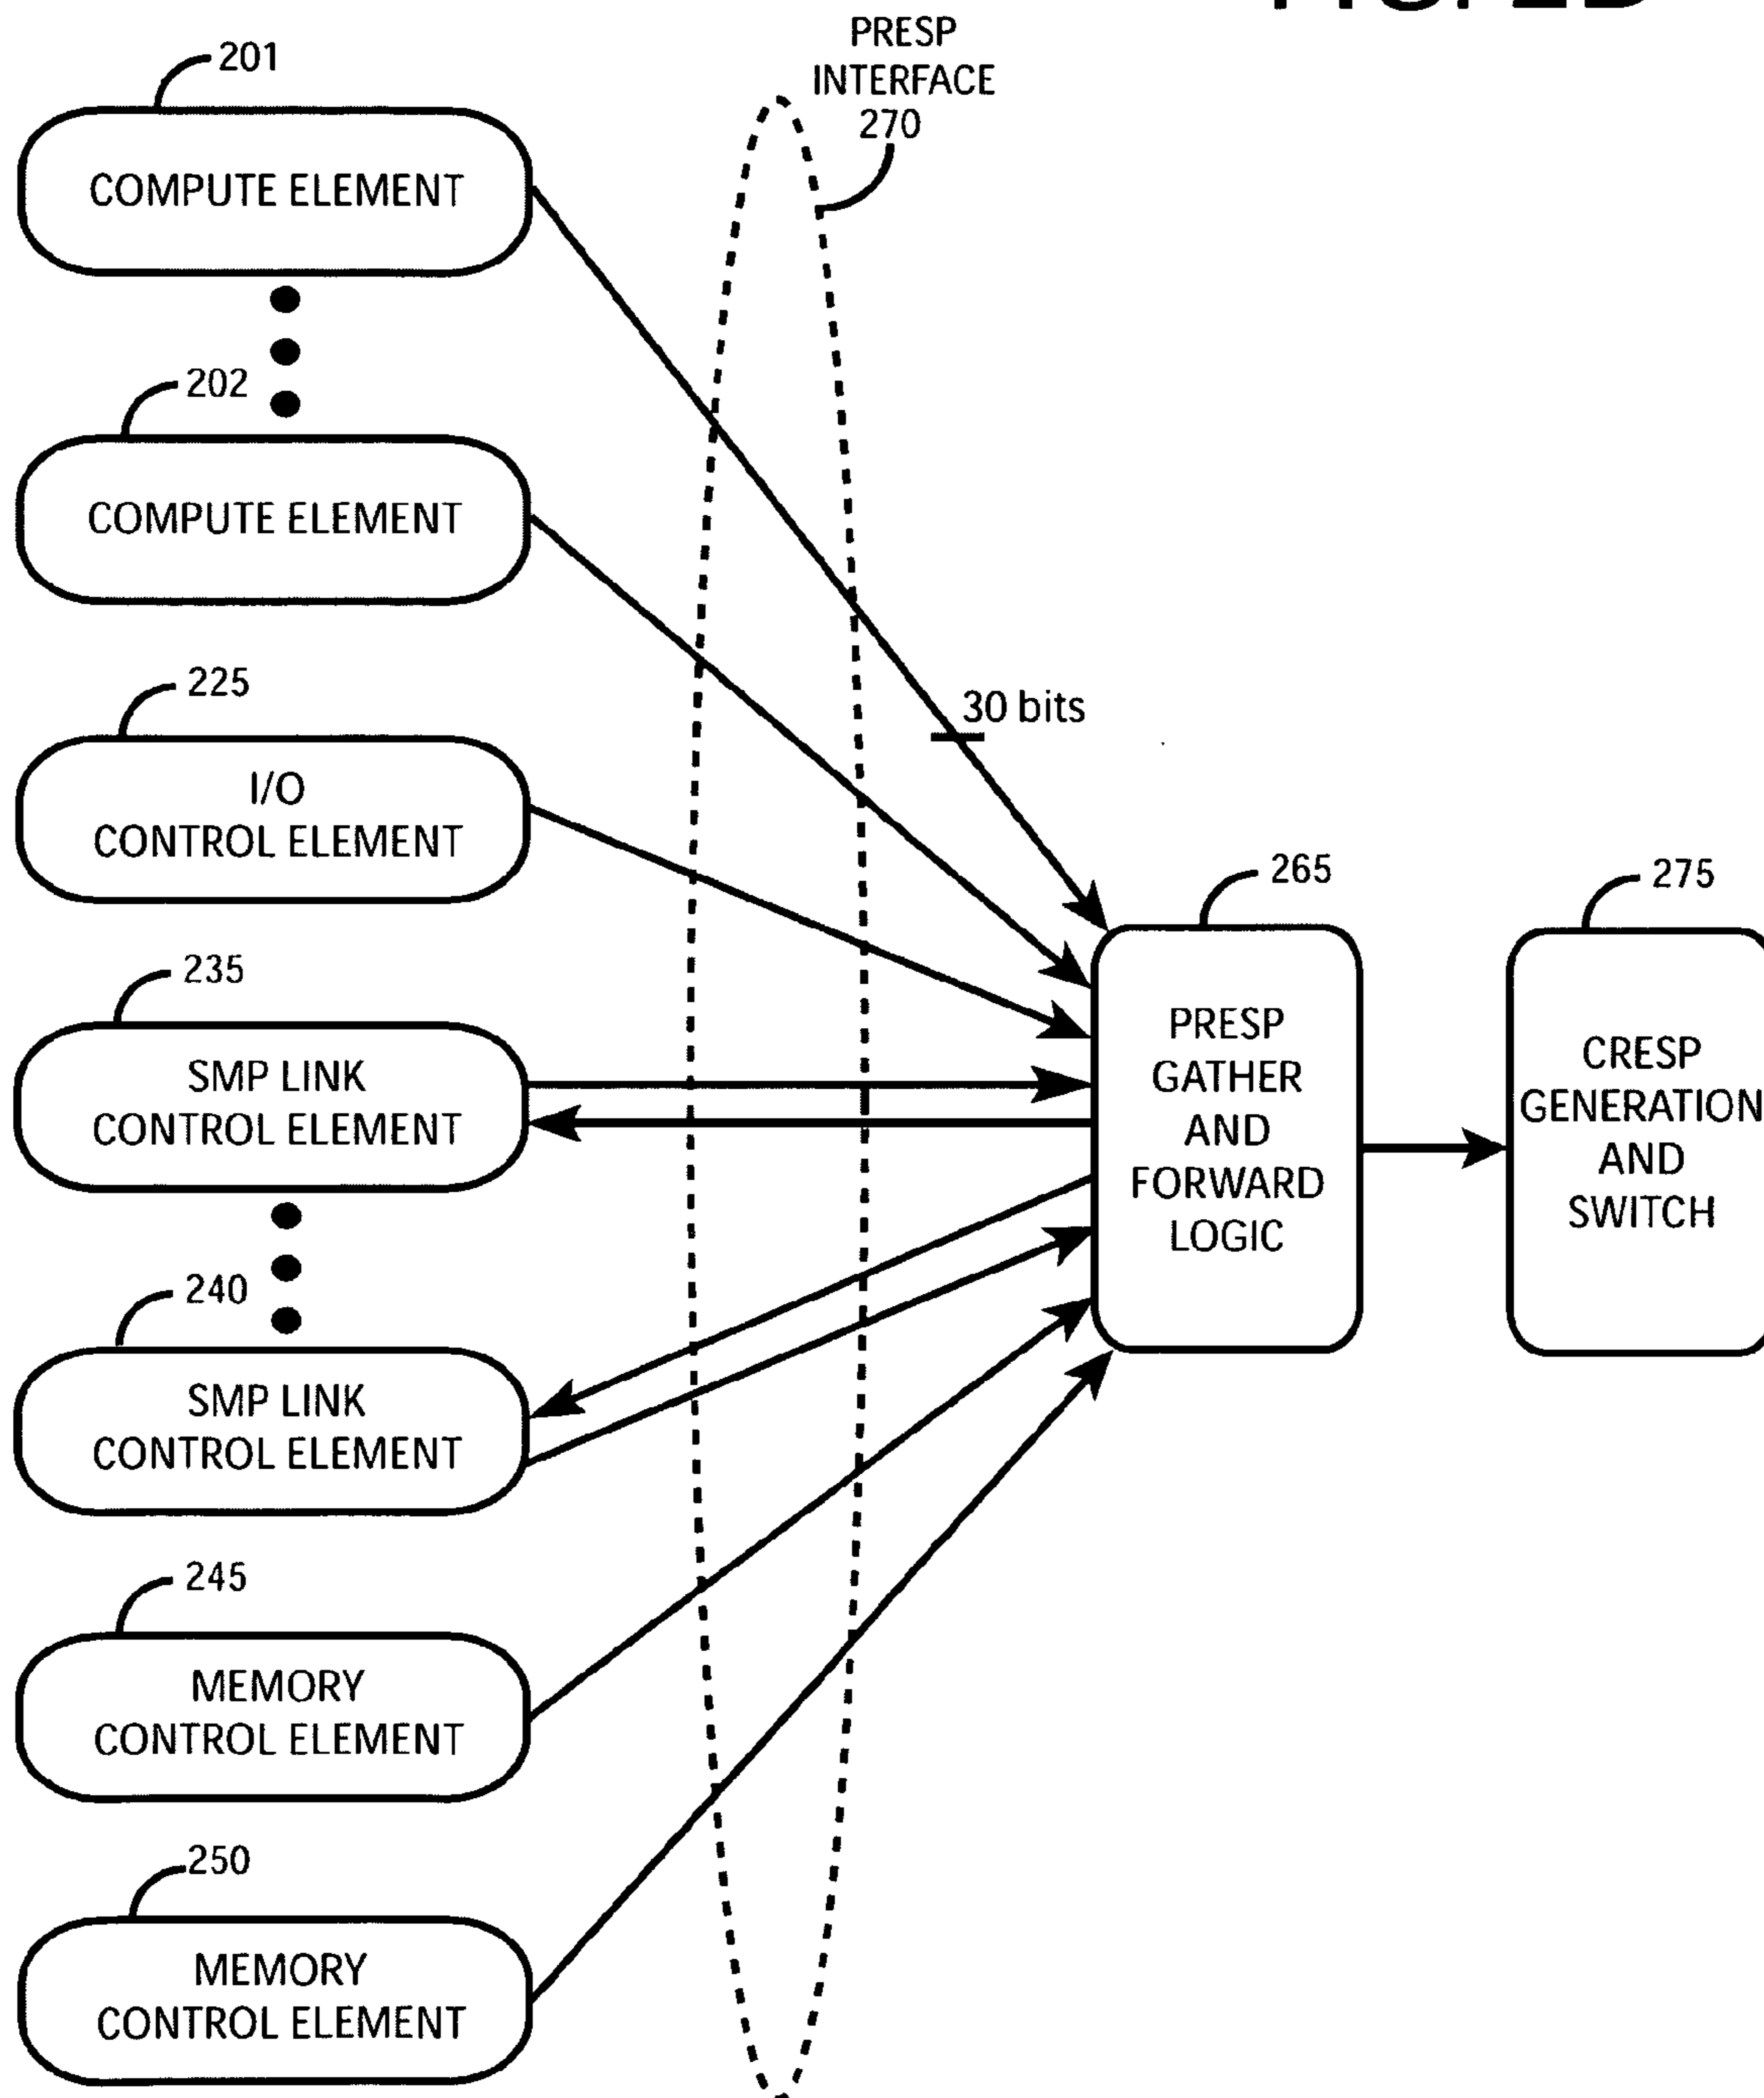 PRESP
INTERFACE
270
201
COMPUTE ELEMENT
202
COMPUTE ELEMENT
225
30 bits
I/O
CONTROL ELEMENT
265
275
235
SMP LINK
CONTROL ELEMENT
PRESP
GATHER
AND
FORWARD
LOGIC
CRESP
GENERATION
AND
SWITCH
240
SMP LINK
CONTROL ELEMENT
245
MEMORY
CONTROL ELEMENT
250
MEMORY
CONTROL ELEMENT